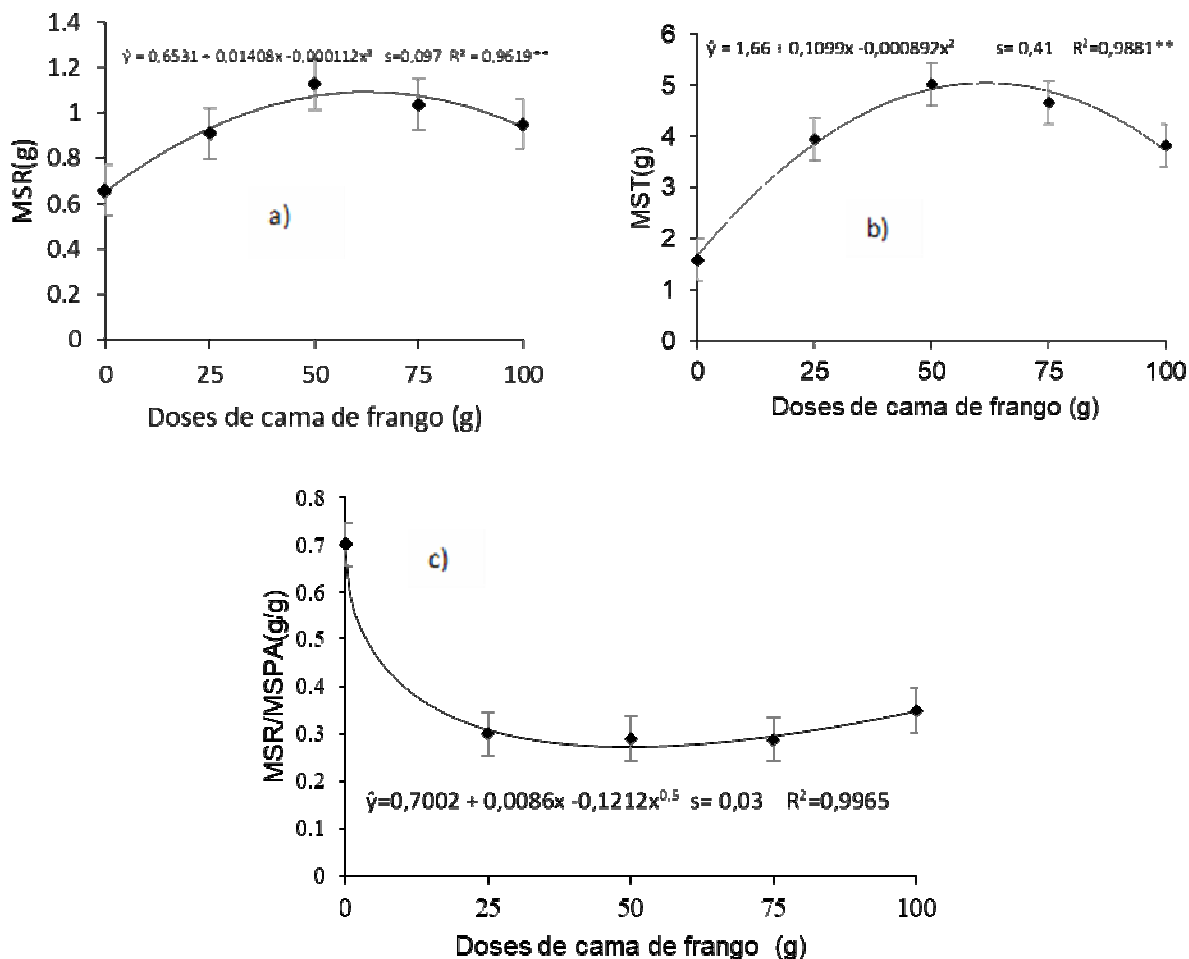 1.4
ŷ = 0,6531 + 0,01408x -0,000112x² s=0,097 R² = 0,9619**
1.2
1
0.8
0.6
0.4
0.2
0
MSR(g)
a)
0 25 50 75 100
Doses de cama de frango (g)
6
ŷ = 1,66 + 0,1099x -0,000892x² s= 0,41 R²=0,9881**
5
4
3
2
1
0
MST(g)
b)
0 25 50 75 100
Doses de cama de frango (g)
0.8
0.7
0.6
0.5
0.4
0.3
0.2
0.1
0
MSR/MSPA(g/g)
c)
ŷ=0,7002 + 0,0086x -0,1212x⁰·⁵ s= 0,03 R²=0,9965
0 25 50 75 100
Doses de cama de frango (g)